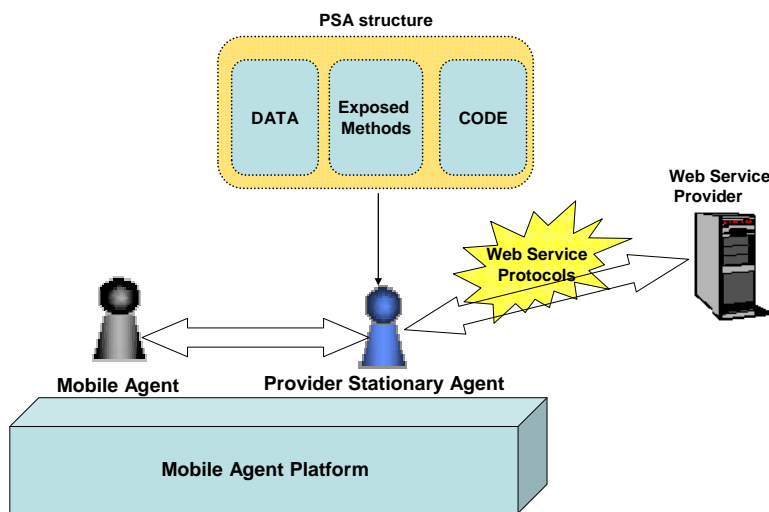 PSA structure
DATA
Exposed
Methods
CODE
Web Service
Provider
Web Service
Protocols
Mobile Agent
Provider Stationary Agent
Mobile Agent Platform